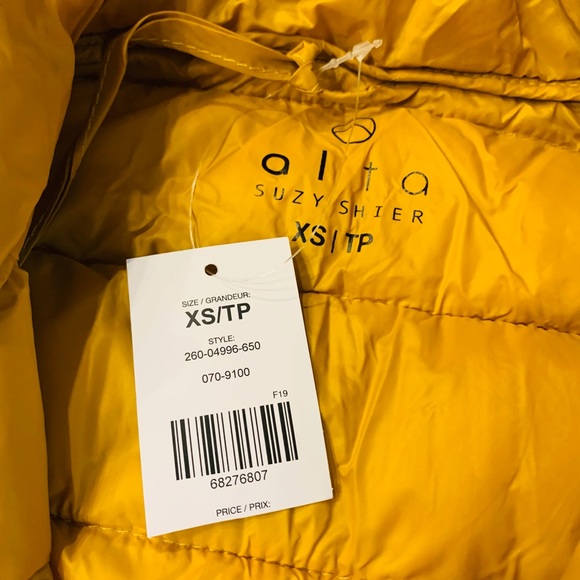 alta
SUZY SHIER
XS | TP
SIZE / GRANDEUR:
XS/TP
STYLE:
260-04996-650
070-9100
F19
68276807
PRICE / PRIX: